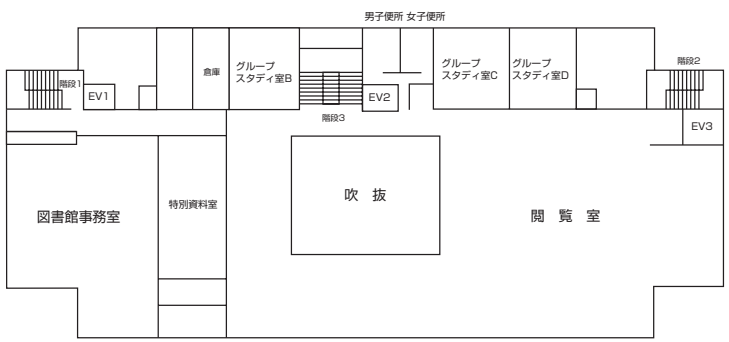 男子便所 女子便所
階段1
EV1
倉庫
グループ
スタディ室B
階段3
EV2
グループ
スタディ室C
グループ
スタディ室D
階段2
EV3
図書館事務室
特別資料室
吹 抜
閲 覧 室